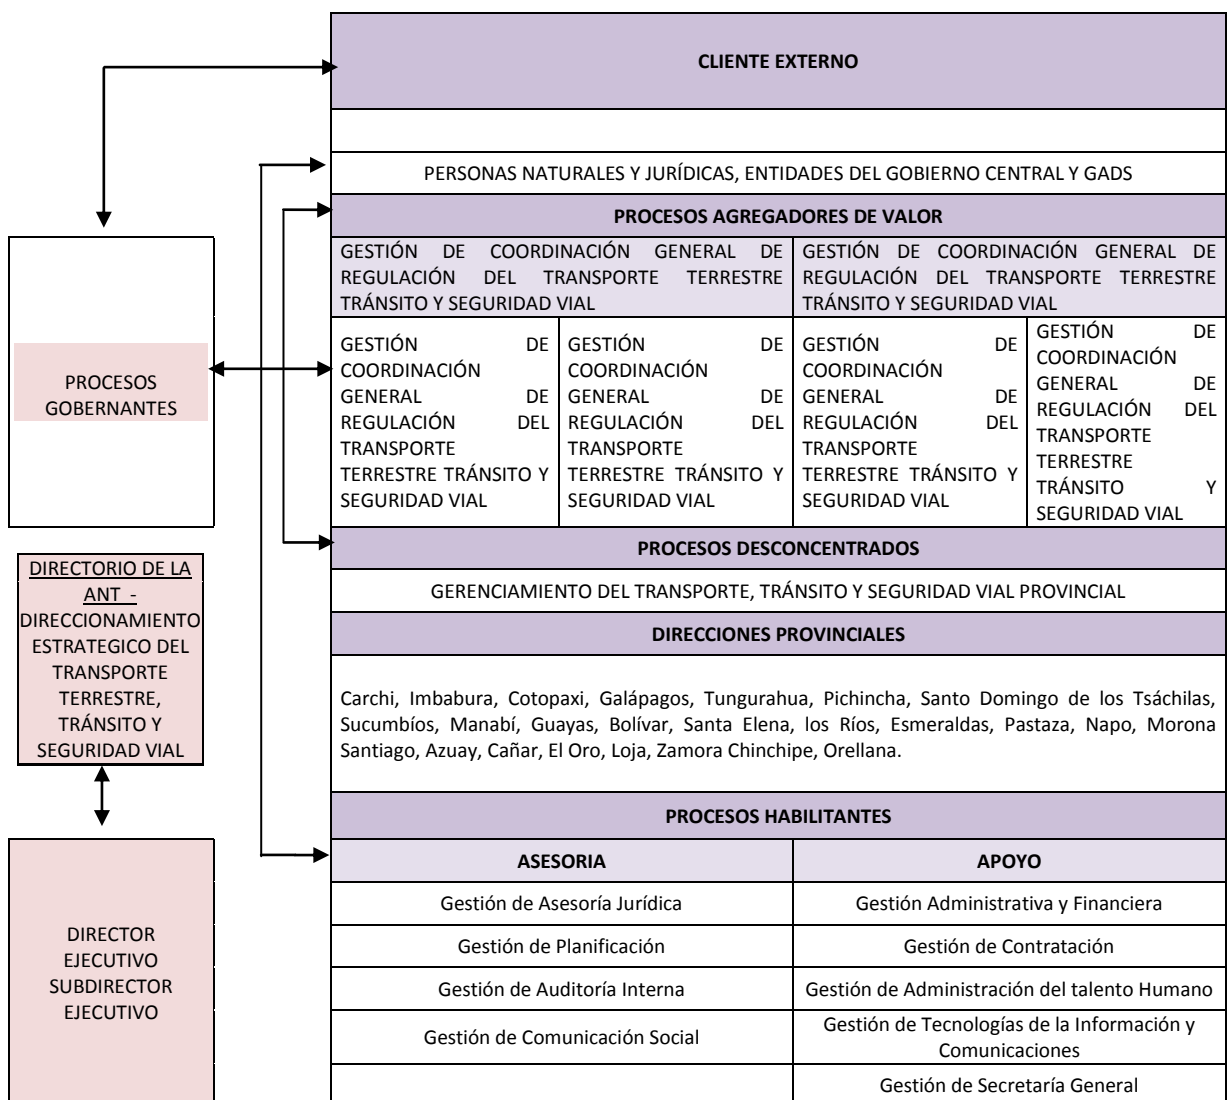 CLIENTE EXTERNO
PERSONAS NATURALES Y JURÍDICAS, ENTIDADES DEL GOBIERNO CENTRAL Y GADS
PROCESOS AGREGADORES DE VALOR
GESTIÓN DE COORDINACIÓN GENERAL DE
REGULACIÓN DEL TRANSPORTE TERRESTRE
TRÁNSITO Y SEGURIDAD VIAL
GESTIÓN DE COORDINACIÓN GENERAL DE
REGULACIÓN DEL TRANSPORTE TERRESTRE
TRÁNSITO Y SEGURIDAD VIAL
GESTIÓN DE
COORDINACIÓN
GENERAL DE
REGULACIÓN DEL
TRANSPORTE
TERRESTRE TRÁNSITO Y
SEGURIDAD VIAL
GESTIÓN DE
COORDINACIÓN
GENERAL DE
REGULACIÓN DEL
TRANSPORTE
TERRESTRE TRÁNSITO Y
SEGURIDAD VIAL
GESTIÓN DE
COORDINACIÓN
GENERAL DE
REGULACIÓN DEL
TRANSPORTE
TERRESTRE TRÁNSITO Y
SEGURIDAD VIAL
GESTIÓN DE
COORDINACIÓN
GENERAL DE
REGULACIÓN DEL
TRANSPORTE
TERRESTRE
TRÁNSITO Y
SEGURIDAD VIAL
PROCESOS
GOBERNANTES
PROCESOS DESCONCENTRADOS
GERENCIAMIENTO DEL TRANSPORTE, TRÁNSITO Y SEGURIDAD VIAL PROVINCIAL
DIRECCIONES PROVINCIALES
Carchi, Imbabura, Cotopaxi, Galápagos, Tungurahua, Pichincha, Santo Domingo de los Tsáchilas,
Sucumbíos, Manabí, Guayas, Bolívar, Santa Elena, los Ríos, Esmeraldas, Pastaza, Napo, Morona
Santiago, Azuay, Cañar, El Oro, Loja, Zamora Chinchipe, Orellana.
DIRECTORIO DE LA
ANT -
DIRECCIONAMIENTO
ESTRATEGICO DEL
TRANSPORTE
TERRESTRE,
TRÁNSITO Y
SEGURIDAD VIAL
PROCESOS HABILITANTES
ASESORIA
APOYO
Gestión de Asesoría Jurídica
Gestión Administrativa y Financiera
Gestión de Planificación
Gestión de Contratación
Gestión de Auditoría Interna
Gestión de Administración del talento Humano
Gestión de Comunicación Social
Gestión de Tecnologías de la Información y
Comunicaciones
Gestión de Secretaría General
DIRECTOR
EJECUTIVO
SUBDIRECTOR
EJECUTIVO